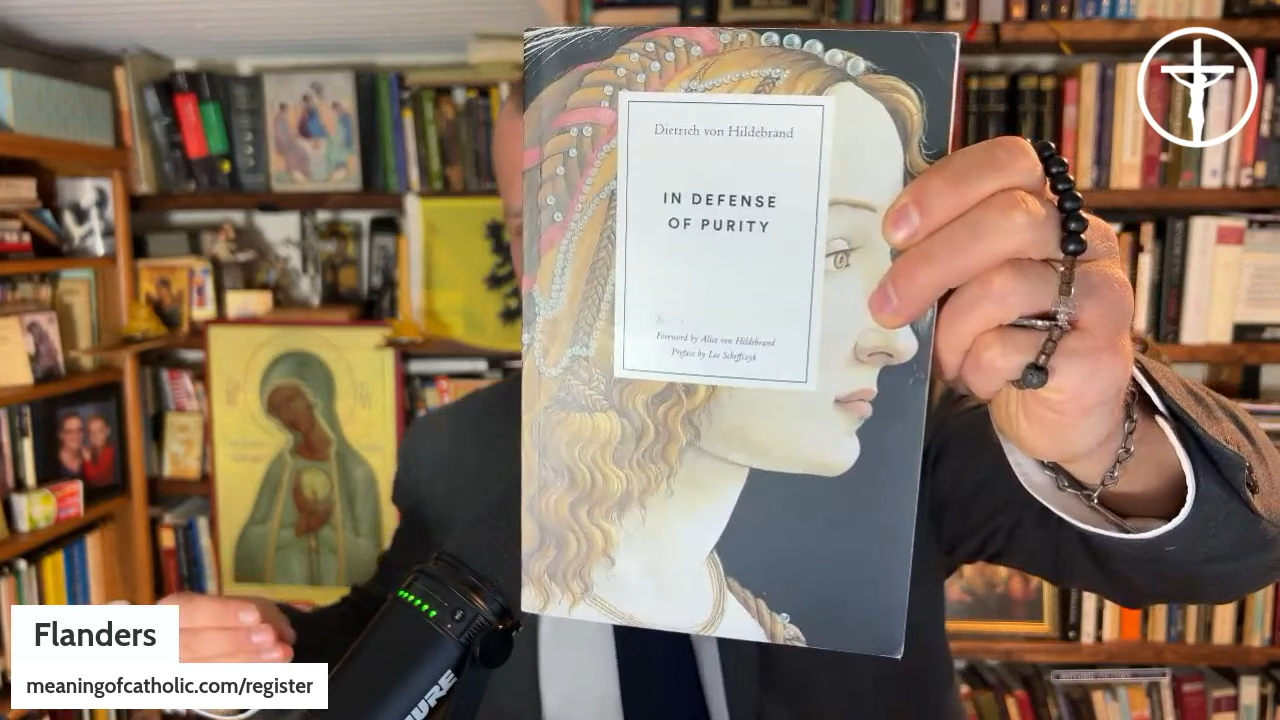 Dietrich von Hildebrand
IN DEFENSE
OF PURITY
Foreword by Alice von Hildebrand
Preface by Leo Scheffczyk
Flanders
meaningofcatholic.com/register